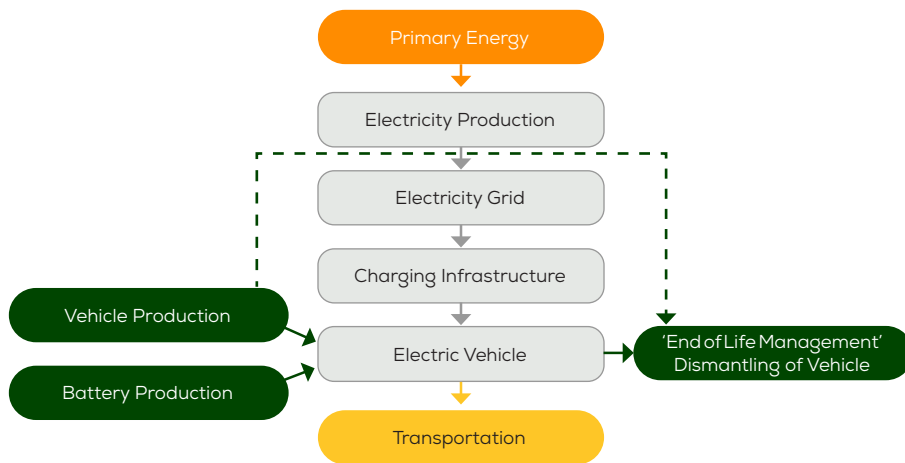 Primary Energy
Electricity Production
Electricity Grid
Charging Infrastructure
Vehicle Production
Electric Vehicle
'End of Life Management'
Dismantling of Vehicle
Battery Production
Transportation